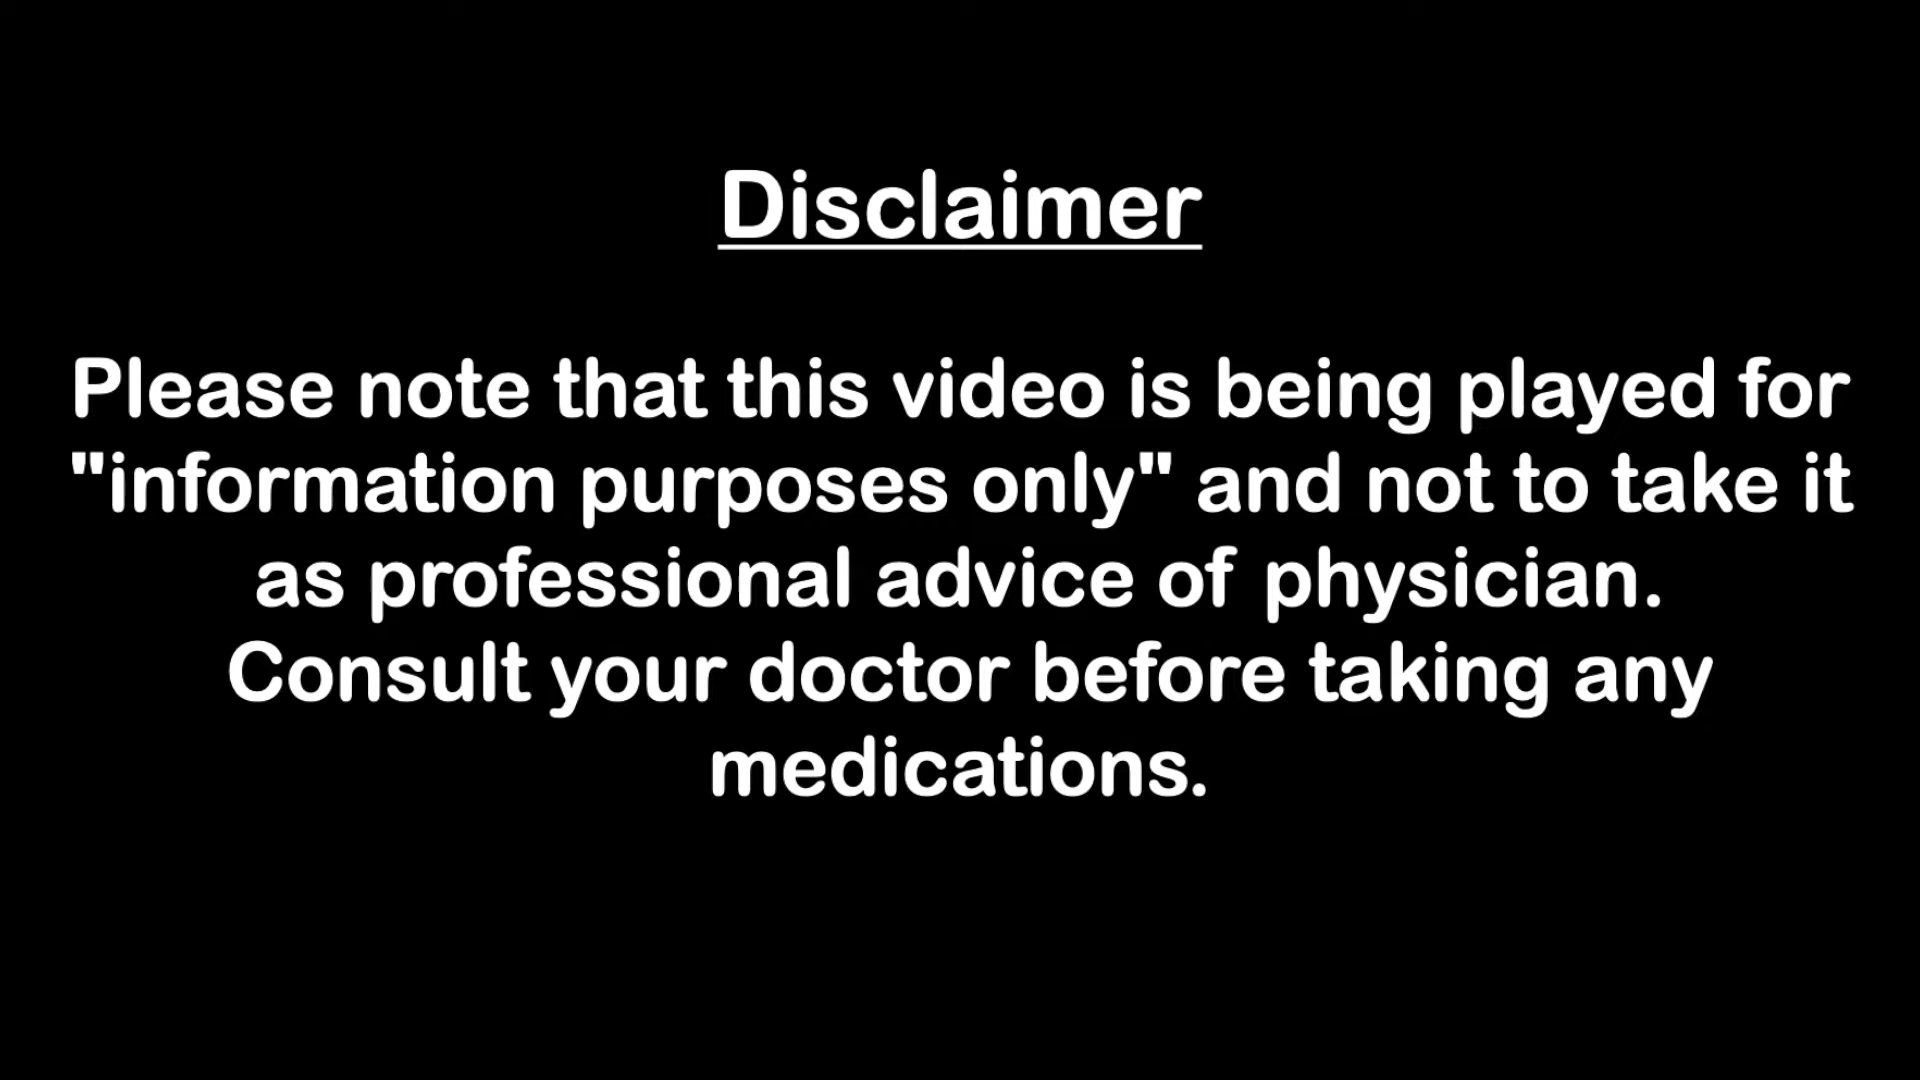 Disclaimer
Please note that this video is being played for
"information purposes only" and not to take it
as professional advice of physician.
Consult your doctor before taking any
medications.